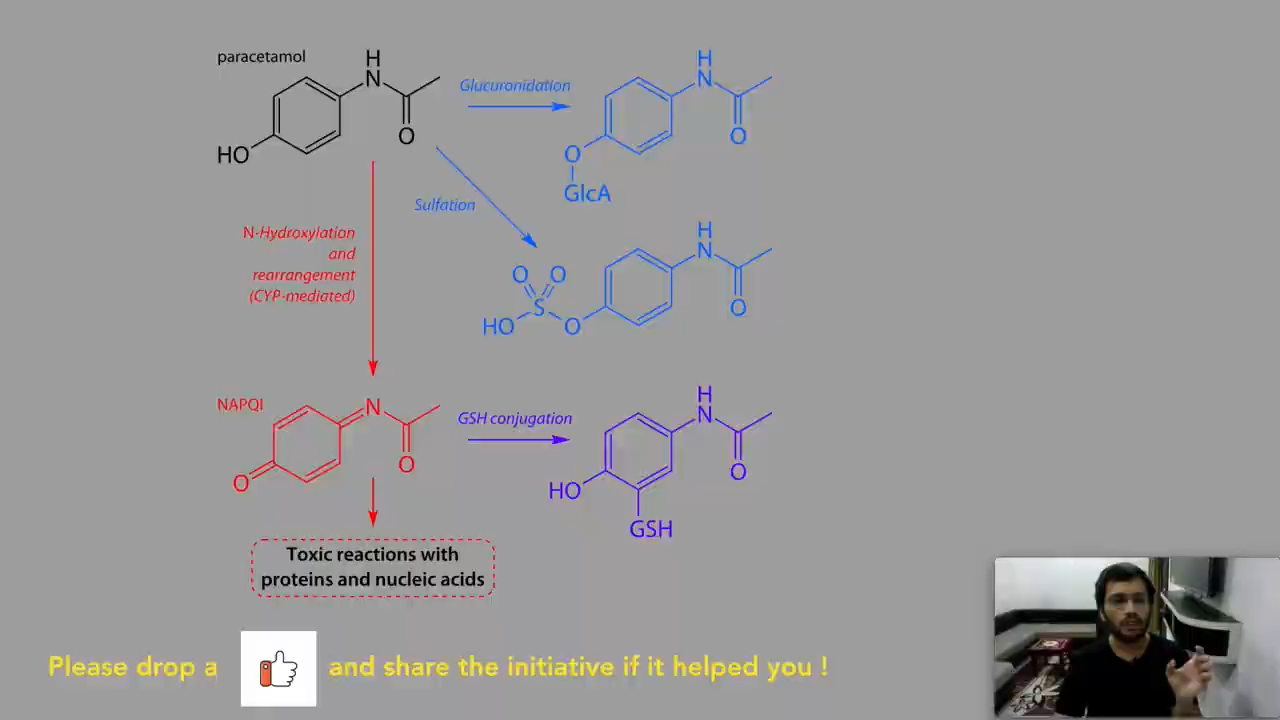 paracetamol
H
N
O
HO
Glucuronidation
H
N
O
O
GlcA
Sulfation
N-Hydroxylation
and
rearrangement
(CYP-mediated)
H
N
O
O O
S
HO
O
NAPQI
N
O
O
GSH conjugation
H
N
O
HO
GSH
Toxic reactions with
proteins and nucleic acids
Please drop a and share the initiative if it helped you !